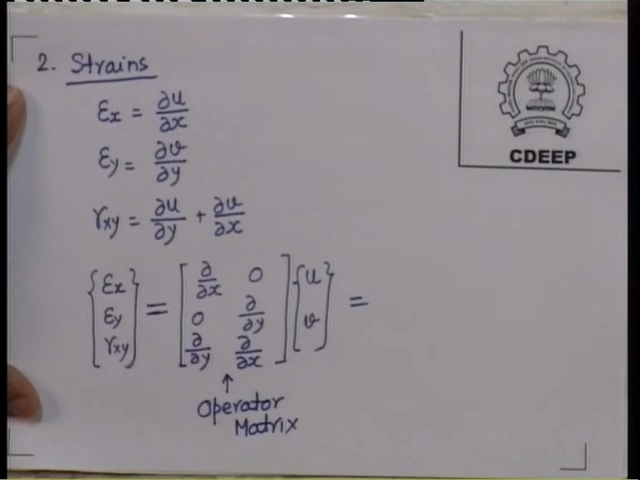 2. Strains
εx = ∂u/∂x
εy = ∂v/∂y
γxy = ∂u/∂y + ∂v/∂x
{εx εy γxy} = [∂/∂x 0; 0 ∂/∂y; ∂/∂y ∂/∂x] {u v} =
↑
Operator
Matrix
CDEEP